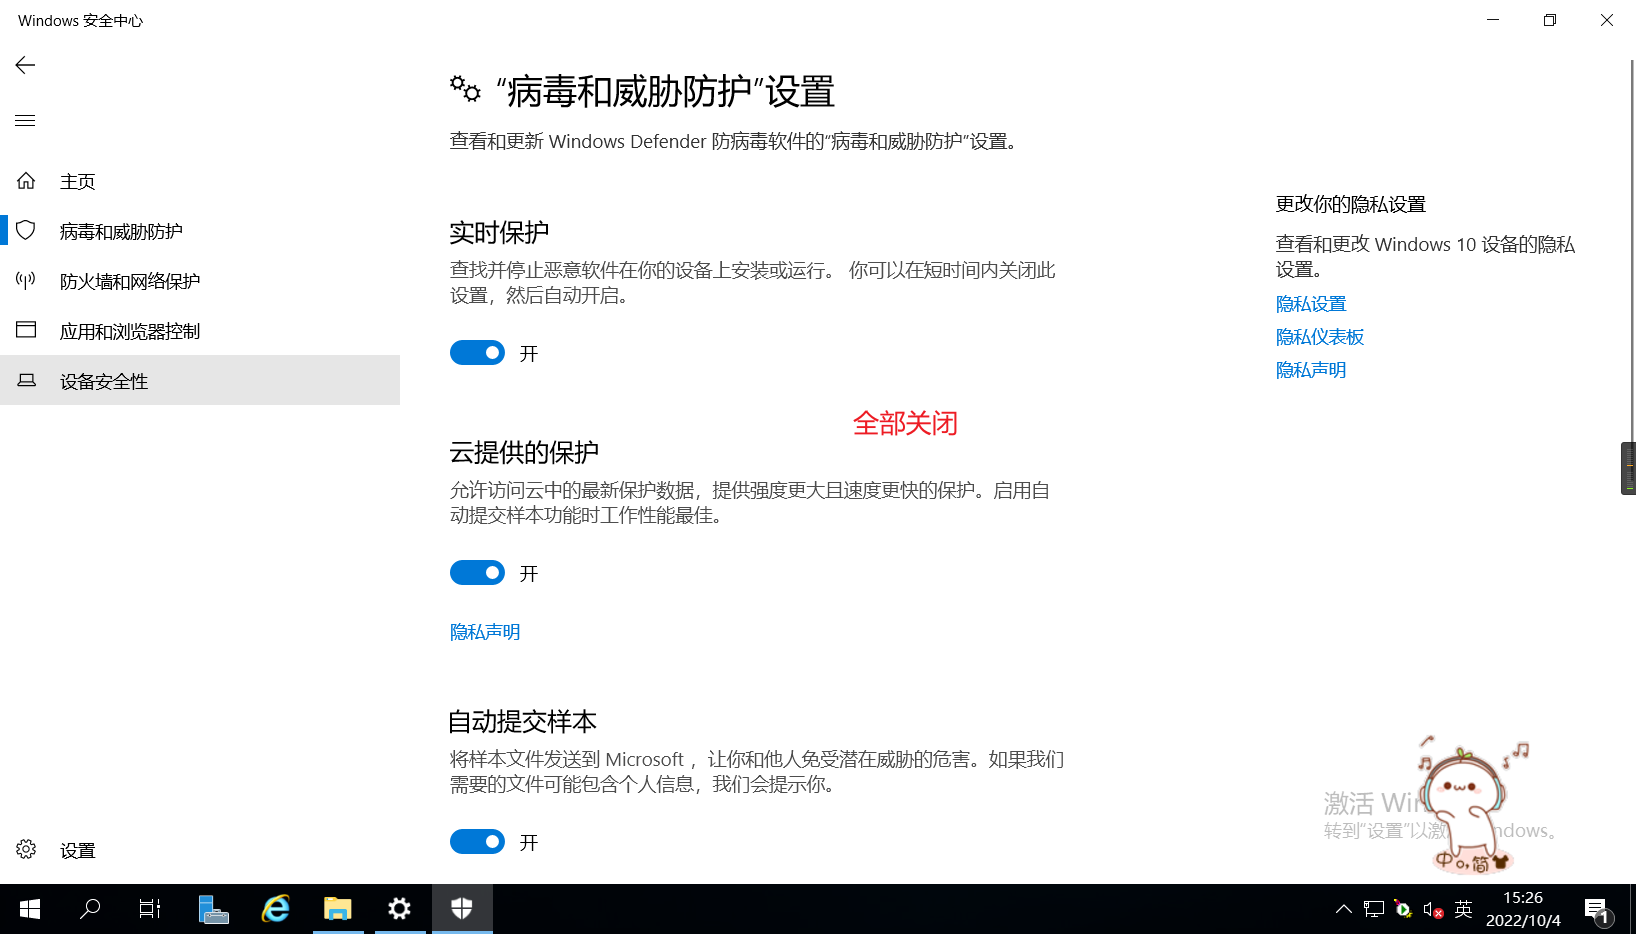 Windows 安全中心
“病毒和威胁防护”设置
查看和更新 Windows Defender 防病毒软件的“病毒和威胁防护”设置。
主页
病毒和威胁防护
防火墙和网络保护
应用和浏览器控制
设备安全性
设置
实时保护
查找并停止恶意软件在你的设备上安装或运行。 你可以在短时间内关闭此
设置，然后自动开启。
开
全部关闭
云提供的保护
允许访问云中的最新保护数据，提供强度更大且速度更快的保护。启用自
动提交样本功能时工作性能最佳。
开
隐私声明
自动提交样本
将样本文件发送到 Microsoft ，让你和他人免受潜在威胁的危害。如果我们
需要的文件可能包含个人信息，我们会提示你。
开
更改你的隐私设置
查看和更改 Windows 10 设备的隐私
设置。
隐私设置
隐私仪表板
隐私声明
激活 Win
转到“设置”以激 ndows。
中 简
英
15:26
2022/10/4
1